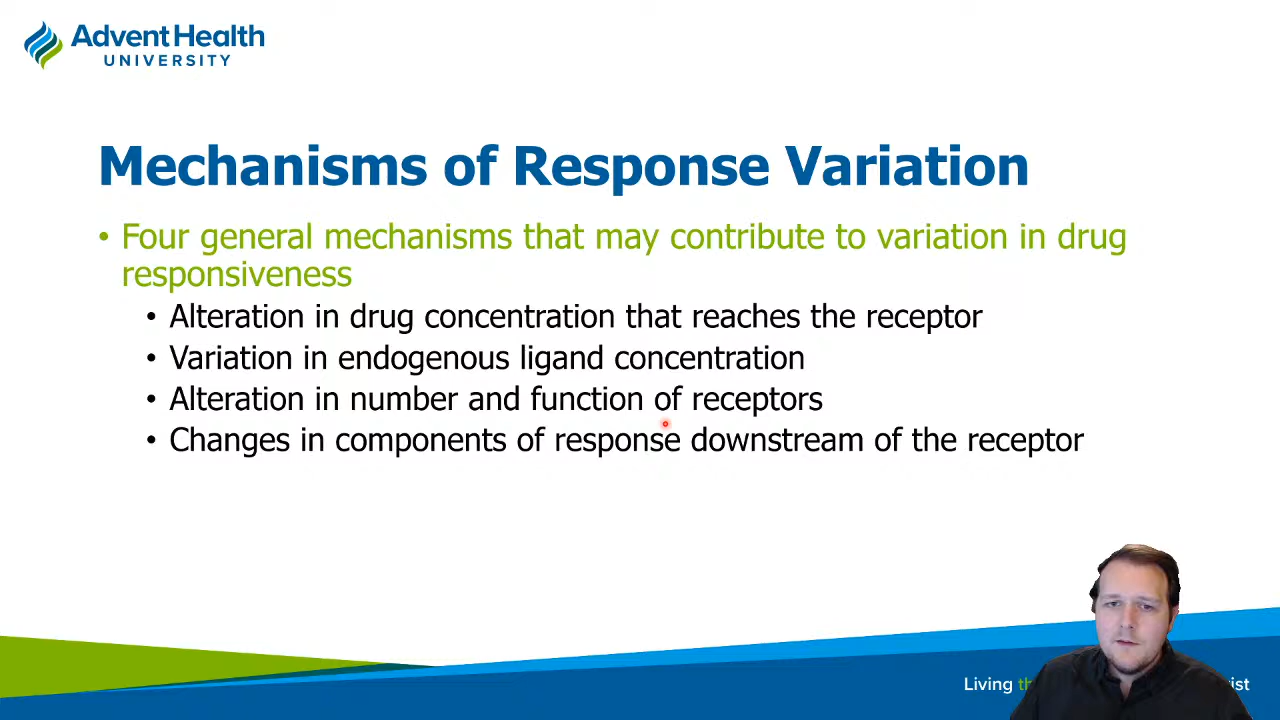 AdventHealth
UNIVERSITY
Mechanisms of Response Variation
• Four general mechanisms that may contribute to variation in drug
responsiveness
• Alteration in drug concentration that reaches the receptor
• Variation in endogenous ligand concentration
• Alteration in number and function of receptors
• Changes in components of response downstream of the receptor
Living